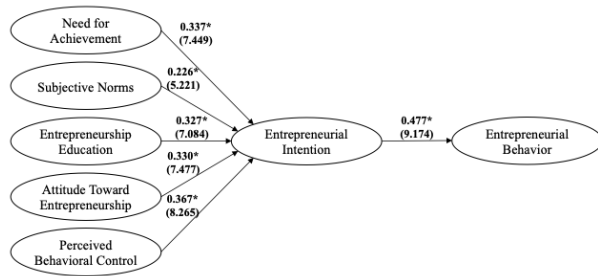 Need for
Achievement
0.337*
(7.449)
Subjective Norms
0.226*
(5.221)
Entrepreneurship
Education
0.327*
(7.084)
Entrepreneurial
Intention
0.477*
(9.174)
Entrepreneurial
Behavior
Attitude Toward
Entrepreneurship
0.330*
(7.477)
0.367*
(8.265)
Perceived
Behavioral Control